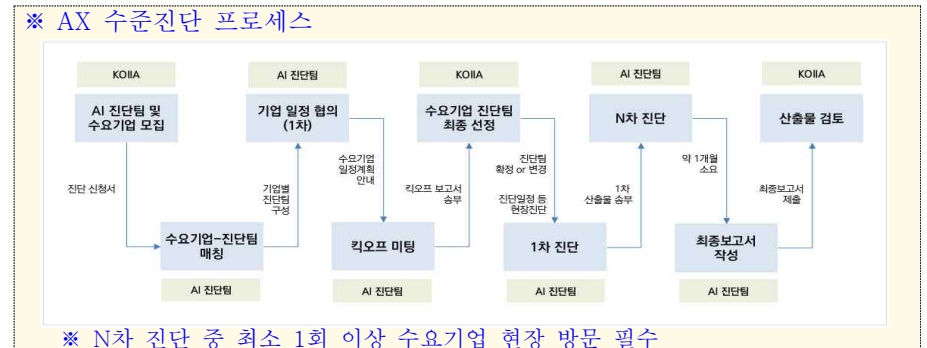 ※ AX 수준진단 프로세스
KOIIA
AI 진단팀
KOIIA
AI 진단팀
KOIIA
AI 진단팀 및
수요기업 모집
기업 일정 협의
(1차)
수요기업 진단팀
최종 선정
N차 진단
산출물 검토
진단 신청서
기업별
진단팀
구성
수요기업
일정계획
안내
킥오프 보고서
송부
진단팀
확정 or 변경
진단일정 등
현장진단
1차
산출물 송부
약 1개월
소요
최종보고서
제출
수요기업-진단팀
매칭
킥오프 미팅
1차 진단
최종보고서
작성
AI 진단팀
AI 진단팀
AI 진단팀
AI 진단팀
※ N차 진단 중 최소 1회 이상 수요기업 현장 방문 필수